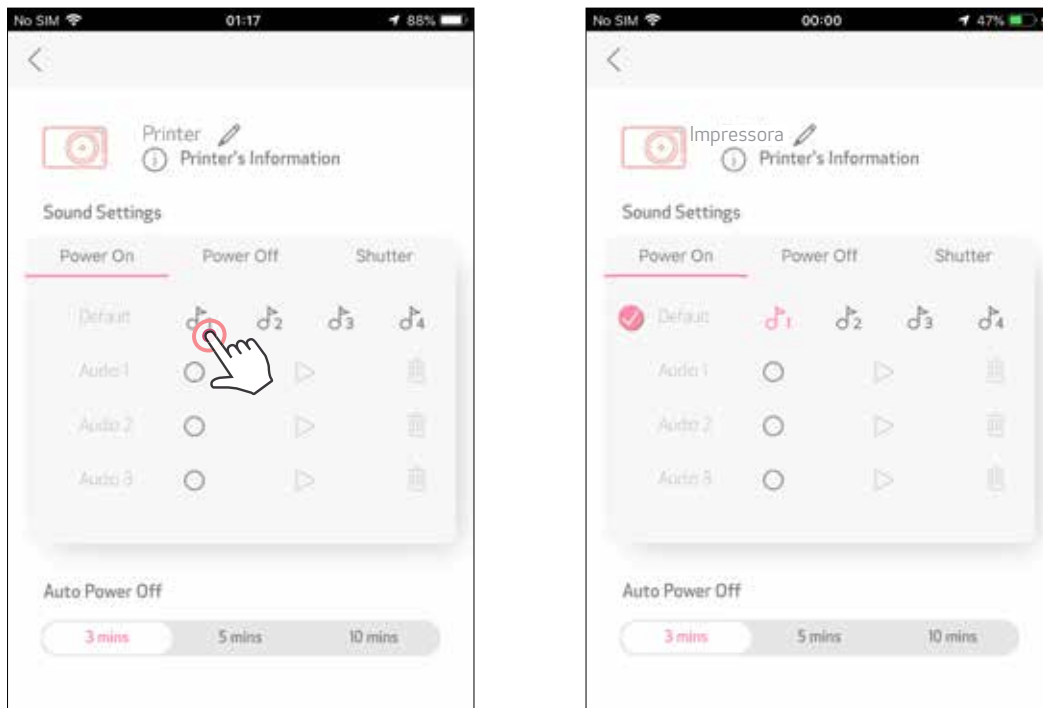 No SIM 01:17 88%
Printer
Printer's Information
Sound Settings
Power On Power Off Shutter
Default 1 2 3 4
Audio 1
Audio 2
Audio 3
Auto Power Off
3 mins 5 mins 10 mins
No SIM 00:00 47%
Impressora
Printer's Information
Sound Settings
Power On Power Off Shutter
Default 1 2 3 4
Audio 1
Audio 2
Audio 3
Auto Power Off
3 mins 5 mins 10 mins